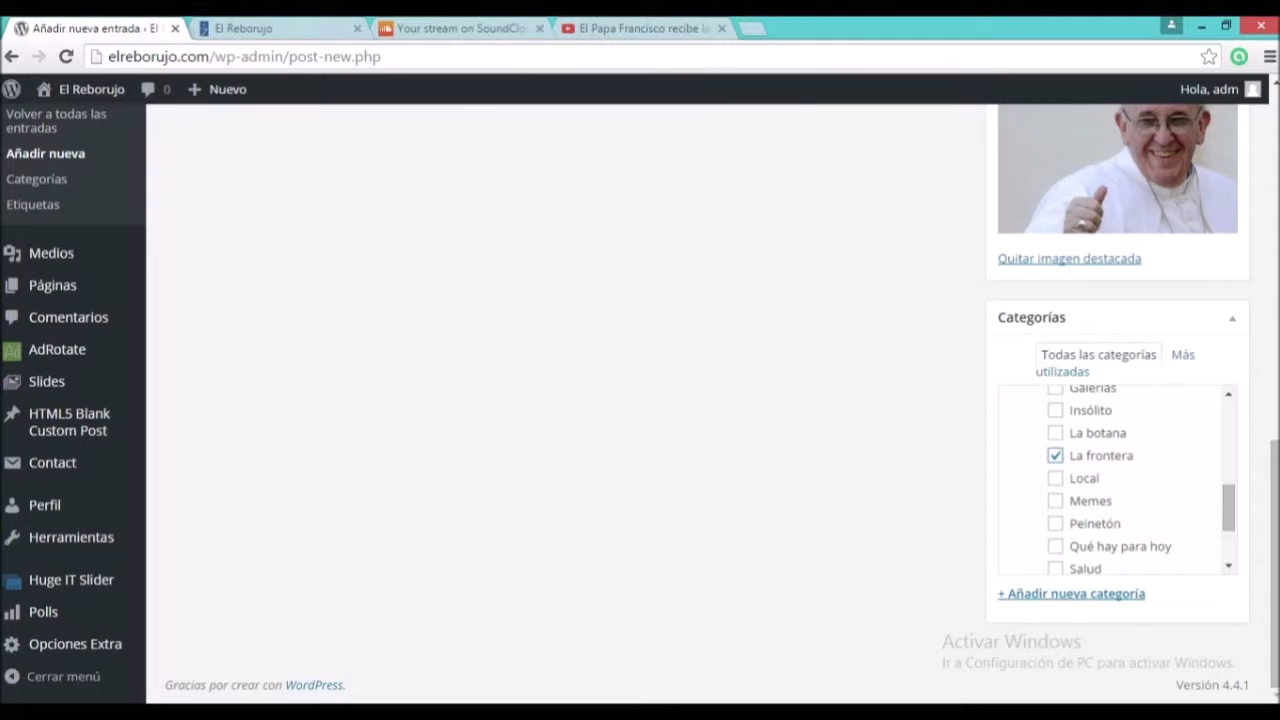 Añadir nueva entrada ‹ El
El Reborujo
Your stream on SoundClo
El Papa Francisco recibe la
elreborujo.com/wp-admin/post-new.php
El Reborujo
0
Nuevo
Hola, adm
Volver a todas las
entradas
Añadir nueva
Categorías
Etiquetas
Medios
Páginas
Comentarios
AdRotate
Slides
HTML5 Blank
Custom Post
Contact
Perfil
Herramientas
Huge IT Slider
Polls
Opciones Extra
Cerrar menú
Quitar imagen destacada
Categorías
Todas las categorías
Más
utilizadas
Galerías
Insólito
La botana
La frontera
Local
Memes
Peinetón
Qué hay para hoy
Salud
+ Añadir nueva categoría
Activar Windows
Ir a Configuración de PC para activar Windows.
Gracias por crear con WordPress.
Versión 4.4.1